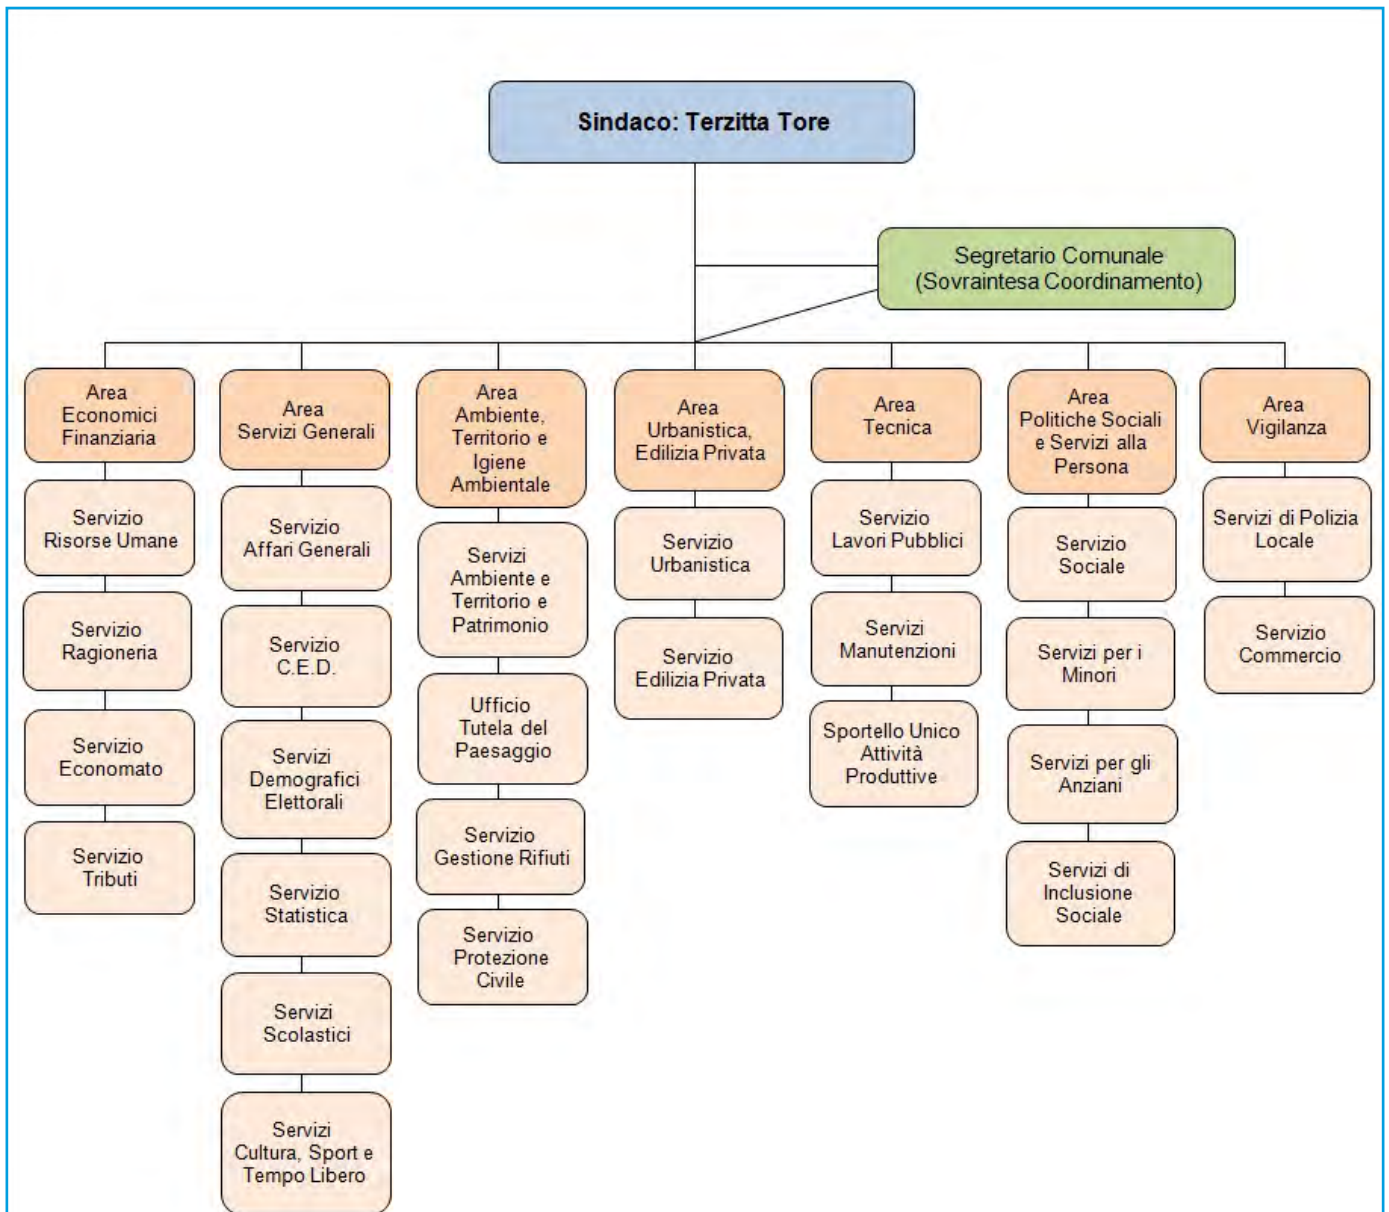 Sindaco: Terzitta Tore
Segretario Comunale
(Sovraintesa Coordinamento)
Area
Economici
Finanziaria
Servizio
Risorse Umane
Servizio
Ragioneria
Servizio
Economato
Servizio
Tributi
Area
Servizi Generali
Servizio
Affari Generali
Servizio
C.E.D.
Servizi
Demografici
Elettorali
Servizio
Statistica
Servizi
Scolastici
Servizi
Cultura, Sport e
Tempo Libero
Area
Ambiente,
Territorio e
Igiene
Ambientale
Servizi
Ambiente e
Territorio e
Patrimonio
Ufficio
Tutela del
Paesaggio
Servizio
Gestione Rifiuti
Servizio
Protezione
Civile
Area
Urbanistica,
Edilizia Privata
Servizio
Urbanistica
Servizio
Edilizia Privata
Area
Tecnica
Servizio
Lavori Pubblici
Servizi
Manutenzioni
Sportello Unico
Attività
Produttive
Area
Politiche Sociali
e Servizi alla
Persona
Servizio
Sociale
Servizi per i
Minori
Servizi per gli
Anziani
Servizi di
Inclusione
Sociale
Area
Vigilanza
Servizi di Polizia
Locale
Servizio
Commercio